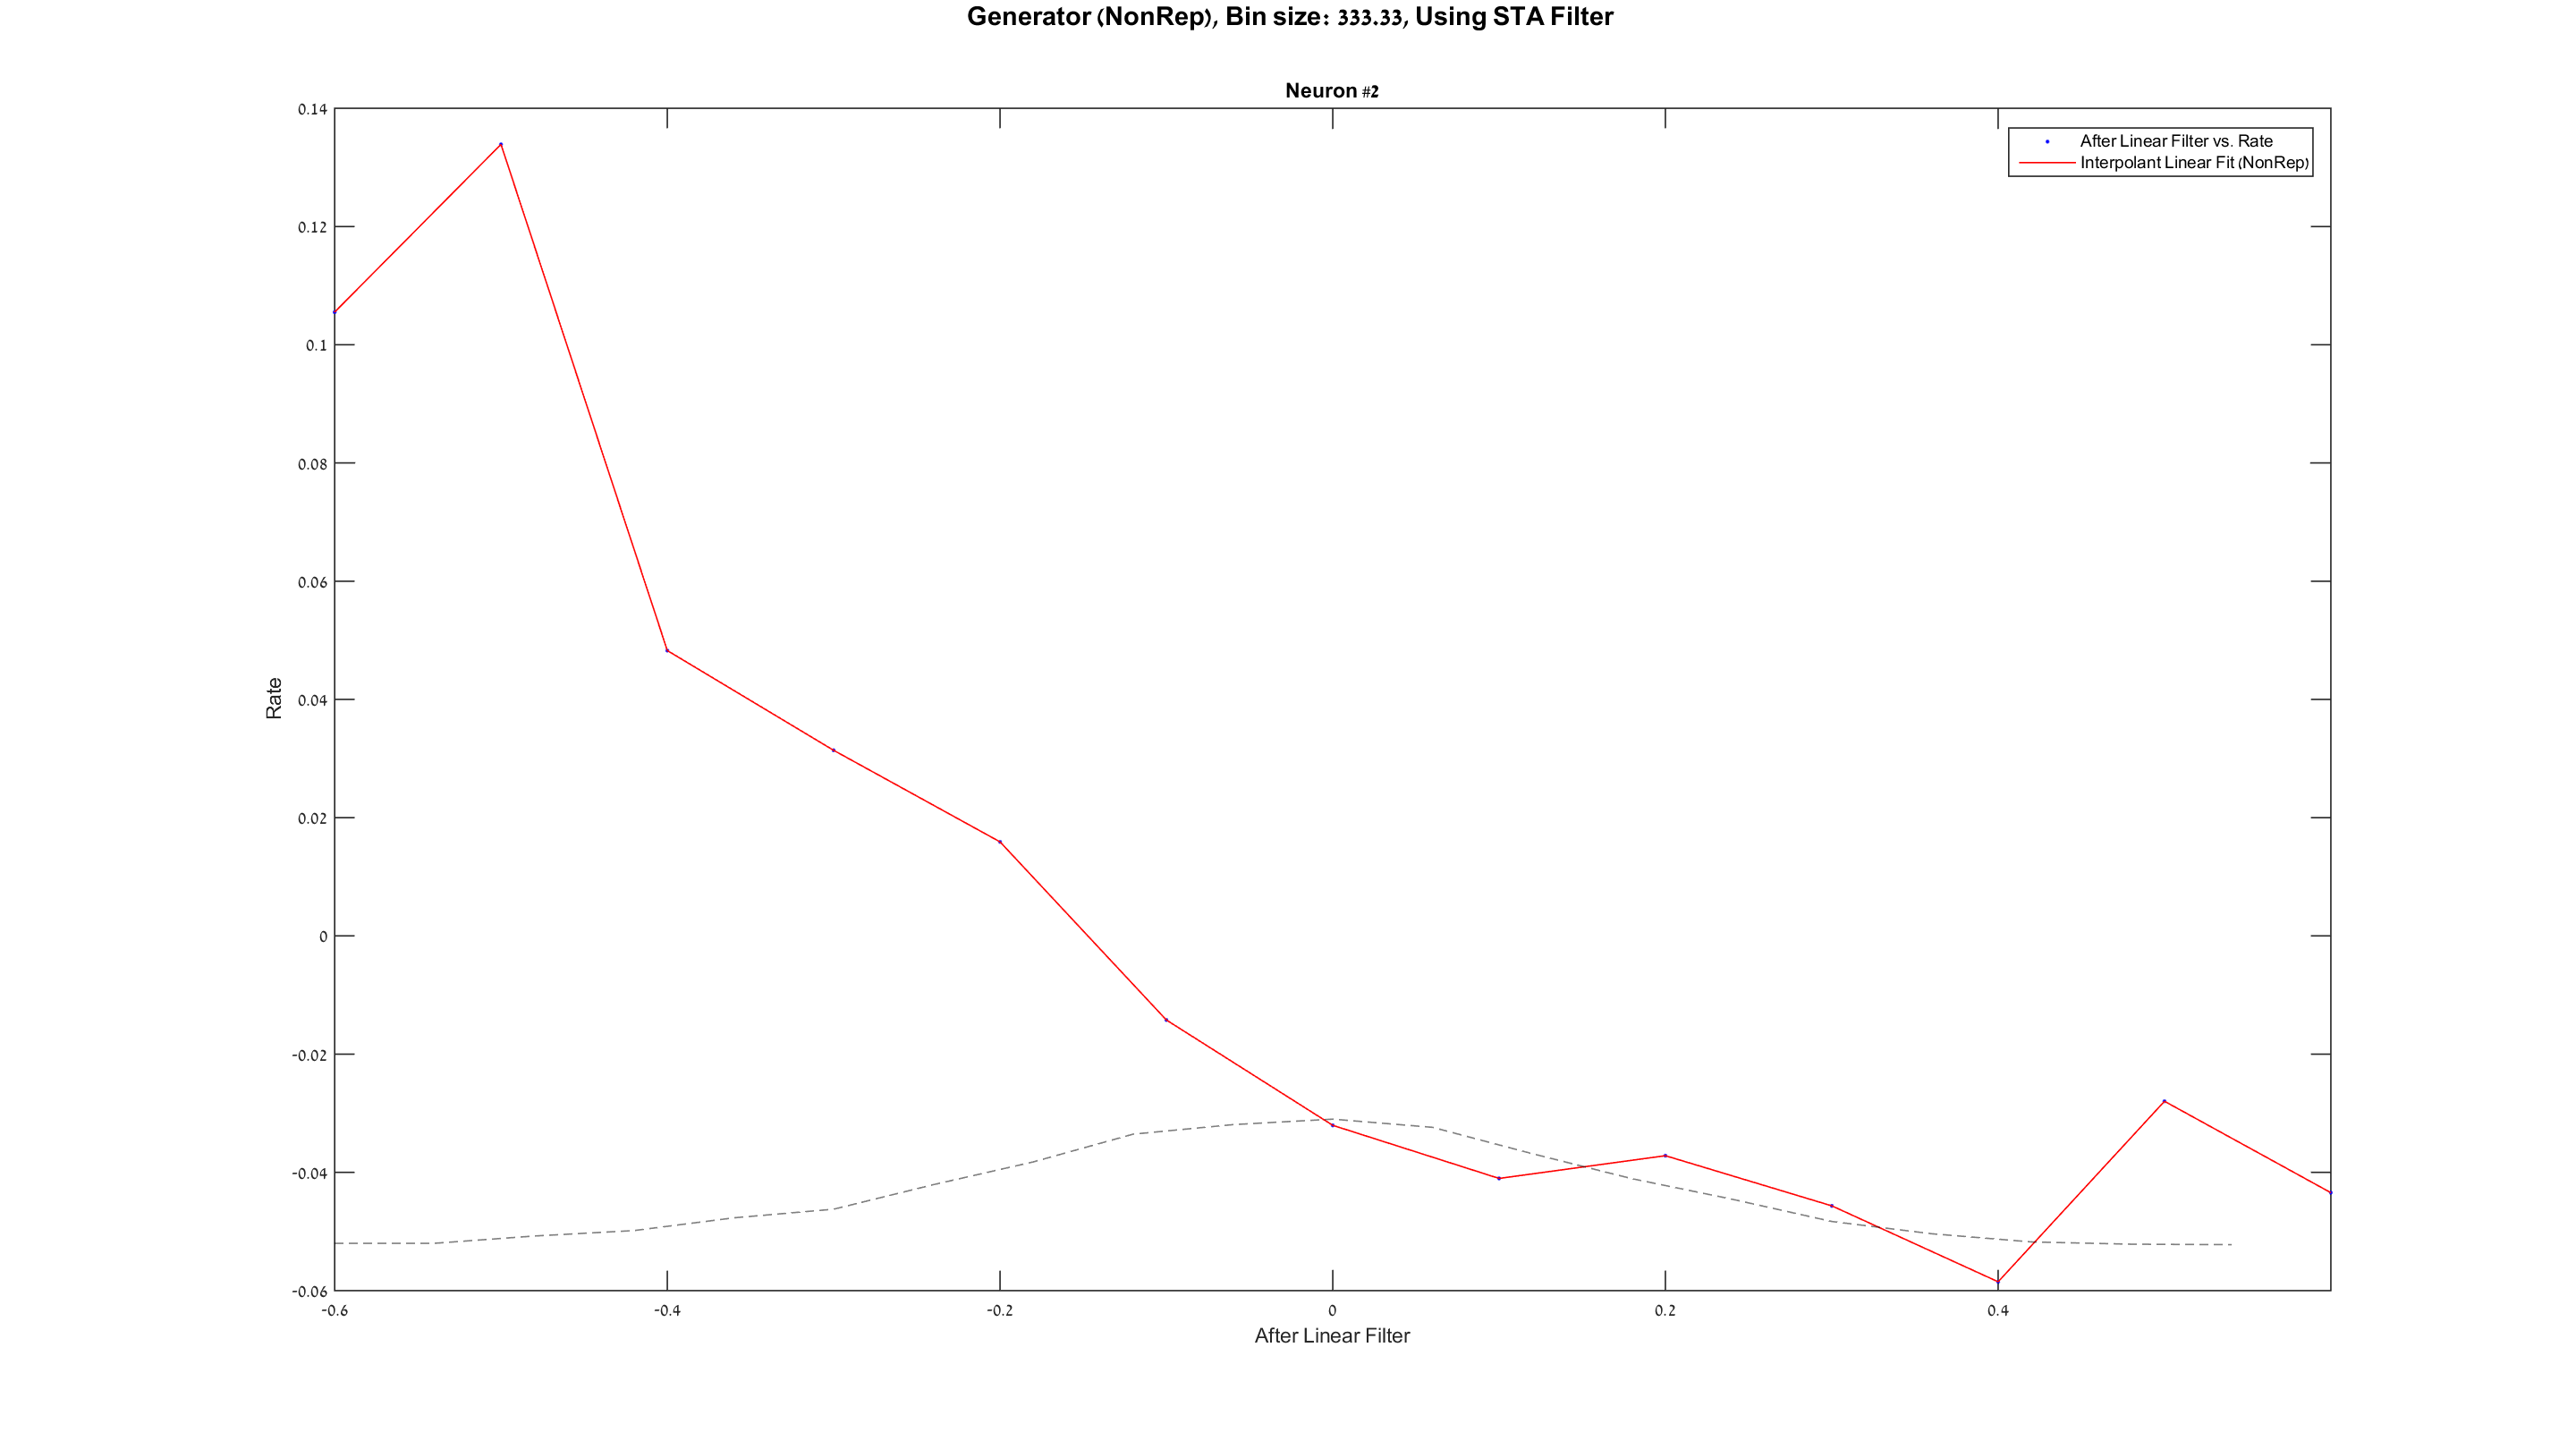 Generator (NonRep), Bin size: 333.33, Using STA Filter
Neuron #2
After Linear Filter vs. Rate
Interpolant Linear Fit (NonRep)
0.14
0.12
0.1
0.08
0.06
0.04
0.02
0
-0.02
-0.04
-0.06
Rate
-0.6 -0.4 -0.2 0 0.2 0.4
After Linear Filter